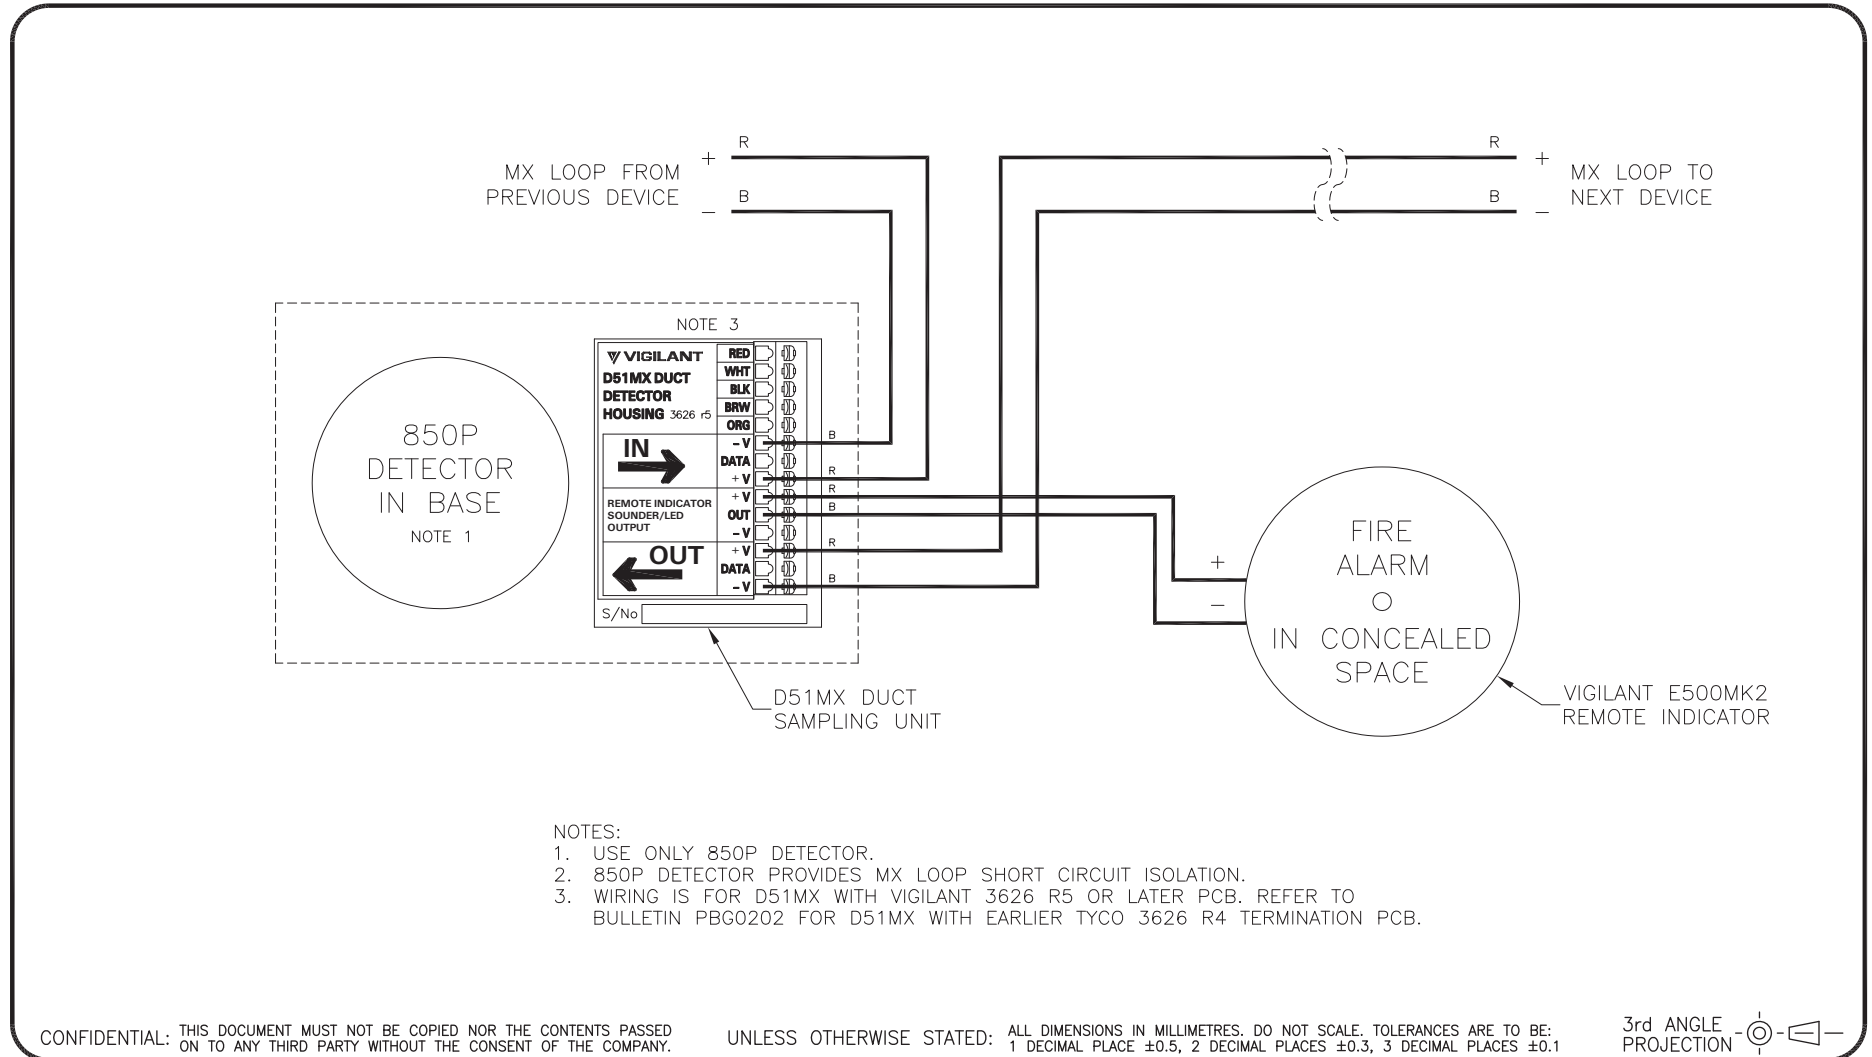 R
+
MX LOOP FROM
PREVIOUS DEVICE
B
–
R
+
MX LOOP TO
NEXT DEVICE
B
–
NOTE 3
VIGILANT
D51MX DUCT
DETECTOR
HOUSING 3626 r5
RED
WHT
BLK
BRW
ORG
IN
– V
DATA
+ V
REMOTE INDICATOR
SOUNDER/LED
OUTPUT
+ V
OUT
– V
OUT
+ V
DATA
– V
S/No
B
R
R
B
R
B
850P
DETECTOR
IN BASE
NOTE 1
+
–
FIRE
ALARM
IN CONCEALED
SPACE
D51MX DUCT
SAMPLING UNIT
VIGILANT E500MK2
REMOTE INDICATOR
NOTES:
1. USE ONLY 850P DETECTOR.
2. 850P DETECTOR PROVIDES MX LOOP SHORT CIRCUIT ISOLATION.
3. WIRING IS FOR D51MX WITH VIGILANT 3626 R5 OR LATER PCB. REFER TO
BULLETIN PBG0202 FOR D51MX WITH EARLIER TYCO 3626 R4 TERMINATION PCB.
CONFIDENTIAL: THIS DOCUMENT MUST NOT BE COPIED NOR THE CONTENTS PASSED
ON TO ANY THIRD PARTY WITHOUT THE CONSENT OF THE COMPANY.
UNLESS OTHERWISE STATED: ALL DIMENSIONS IN MILLIMETRES. DO NOT SCALE. TOLERANCES ARE TO BE:
1 DECIMAL PLACE ±0.5, 2 DECIMAL PLACES ±0.3, 3 DECIMAL PLACES ±0.1
3rd ANGLE
PROJECTION